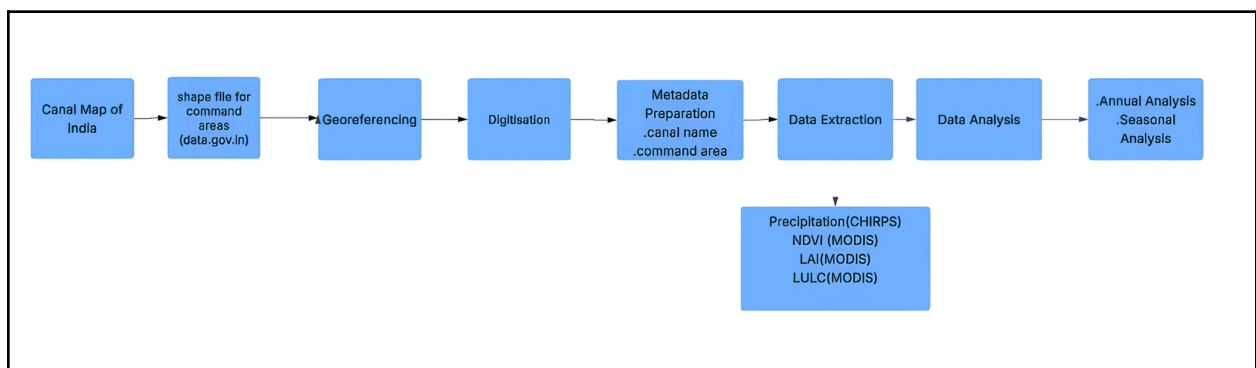 Canal Map of
India
shape file for
command
areas
(data.gov.in)
Georeferencing
Digitisation
Metadata
Preparation
.canal name
.command area
Data Extraction
Data Analysis
.Annual Analysis
.Seasonal
Analysis
Precipitation(CHIRPS)
NDVI (MODIS)
LAI(MODIS)
LULC(MODIS)